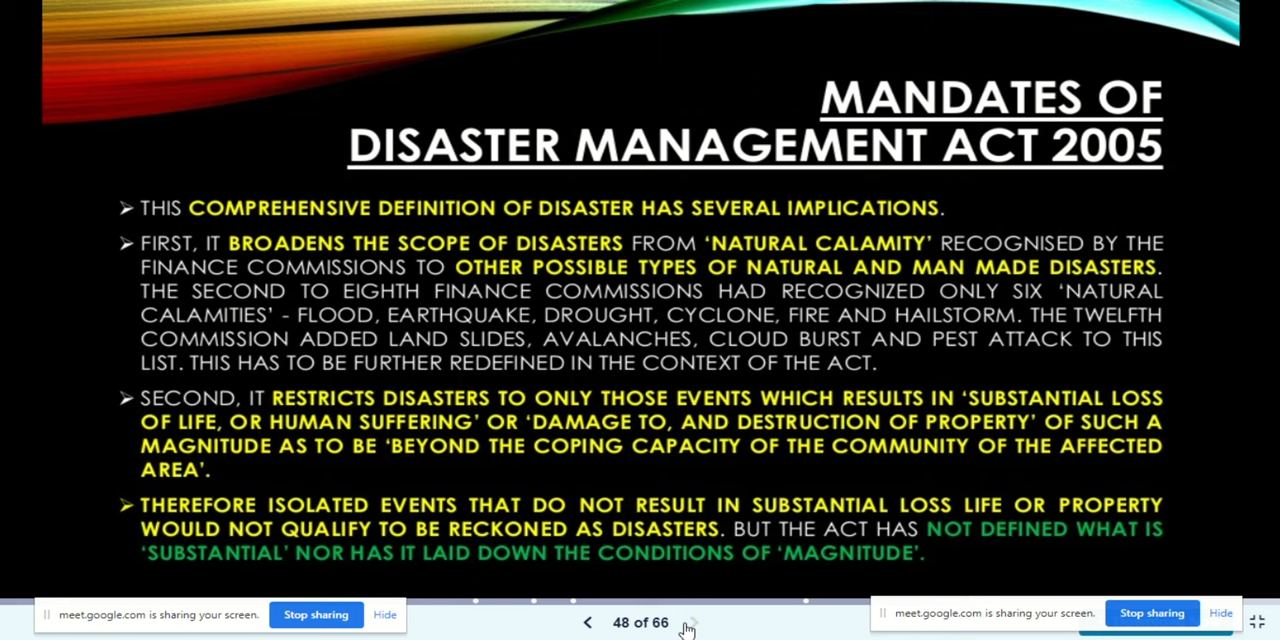 MANDATES OF
DISASTER MANAGEMENT ACT 2005
➢ THIS COMPREHENSIVE DEFINITION OF DISASTER HAS SEVERAL IMPLICATIONS.
➢ FIRST, IT BROADENS THE SCOPE OF DISASTERS FROM ‘NATURAL CALAMITY’ RECOGNISED BY THE
FINANCE COMMISSIONS TO OTHER POSSIBLE TYPES OF NATURAL AND MAN MADE DISASTERS.
THE SECOND TO EIGHTH FINANCE COMMISSIONS HAD RECOGNIZED ONLY SIX ‘NATURAL
CALAMITIES’ - FLOOD, EARTHQUAKE, DROUGHT, CYCLONE, FIRE AND HAILSTORM. THE TWELFTH
COMMISSION ADDED LAND SLIDES, AVALANCHES, CLOUD BURST AND PEST ATTACK TO THIS
LIST. THIS HAS TO BE FURTHER REDEFINED IN THE CONTEXT OF THE ACT.
➢ SECOND, IT RESTRICTS DISASTERS TO ONLY THOSE EVENTS WHICH RESULTS IN ‘SUBSTANTIAL LOSS
OF LIFE, OR HUMAN SUFFERING’ OR ‘DAMAGE TO, AND DESTRUCTION OF PROPERTY’ OF SUCH A
MAGNITUDE AS TO BE ‘BEYOND THE COPING CAPACITY OF THE COMMUNITY OF THE AFFECTED
AREA’.
➢ THEREFORE ISOLATED EVENTS THAT DO NOT RESULT IN SUBSTANTIAL LOSS LIFE OR PROPERTY
WOULD NOT QUALIFY TO BE RECKONED AS DISASTERS. BUT THE ACT HAS NOT DEFINED WHAT IS
‘SUBSTANTIAL’ NOR HAS IT LAID DOWN THE CONDITIONS OF ‘MAGNITUDE’.
meet.google.com is sharing your screen. Stop sharing Hide
48 of 66
meet.google.com is sharing your screen. Stop sharing Hide